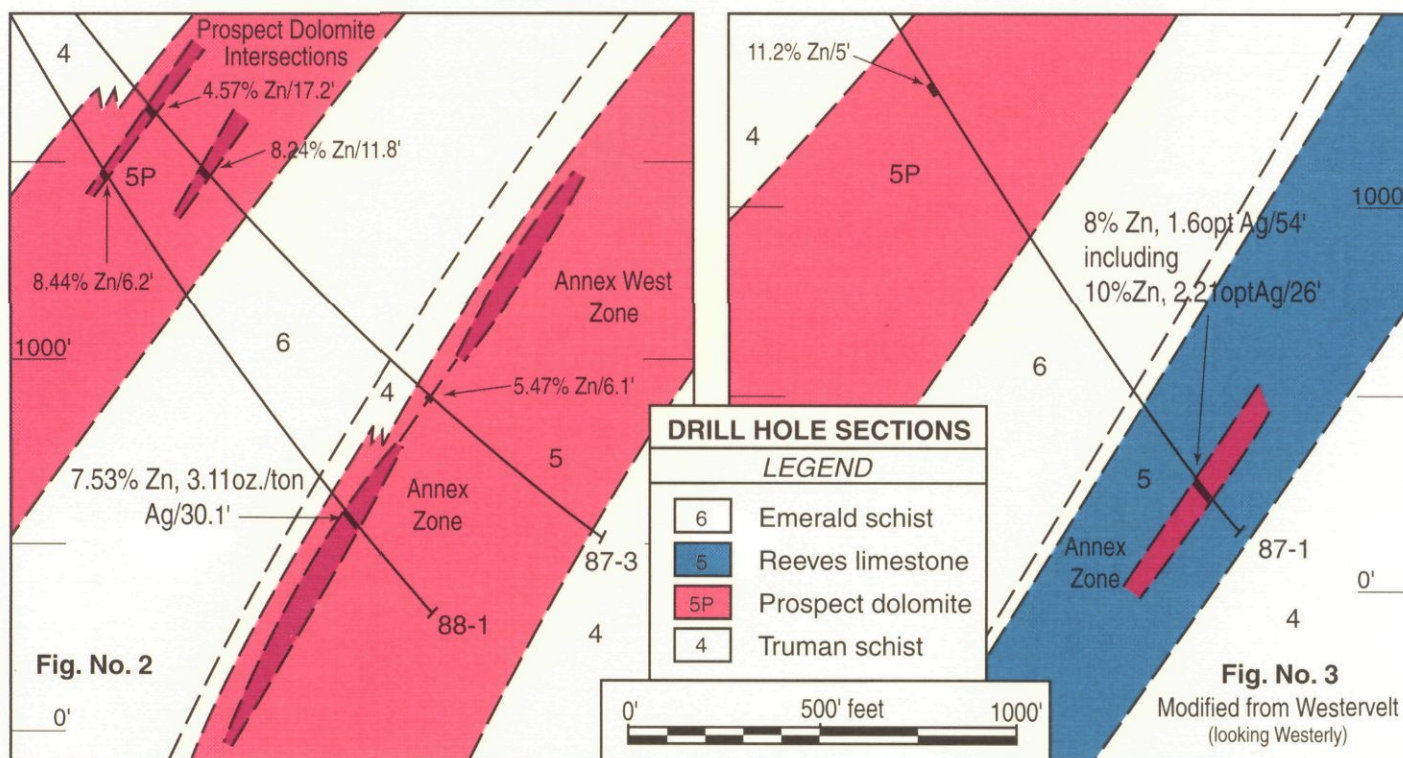 4
Prospect Dolomite
Intersections
4.57% Zn/17.2'
8.24% Zn/11.8'
5P
8.44% Zn/6.2'
Annex West
Zone
1000'
6
4
5.47% Zn/6.1'
7.53% Zn, 3.11oz./ton
Ag/30.1'
Annex
Zone
5
87-3
88-1
4
Fig. No. 2
0'
11.2% Zn/5'
4
5P
1000'
8% Zn, 1.6opt Ag/54'
including
10%Zn, 2.21optAg/26'
6
5
Annex
Zone
87-1
0'
4
DRILL HOLE SECTIONS
LEGEND
6 Emerald schist
5 Reeves limestone
5P Prospect dolomite
4 Truman schist
0' 500' feet 1000'
Fig. No. 3
Modified from Westervelt
(looking Westerly)